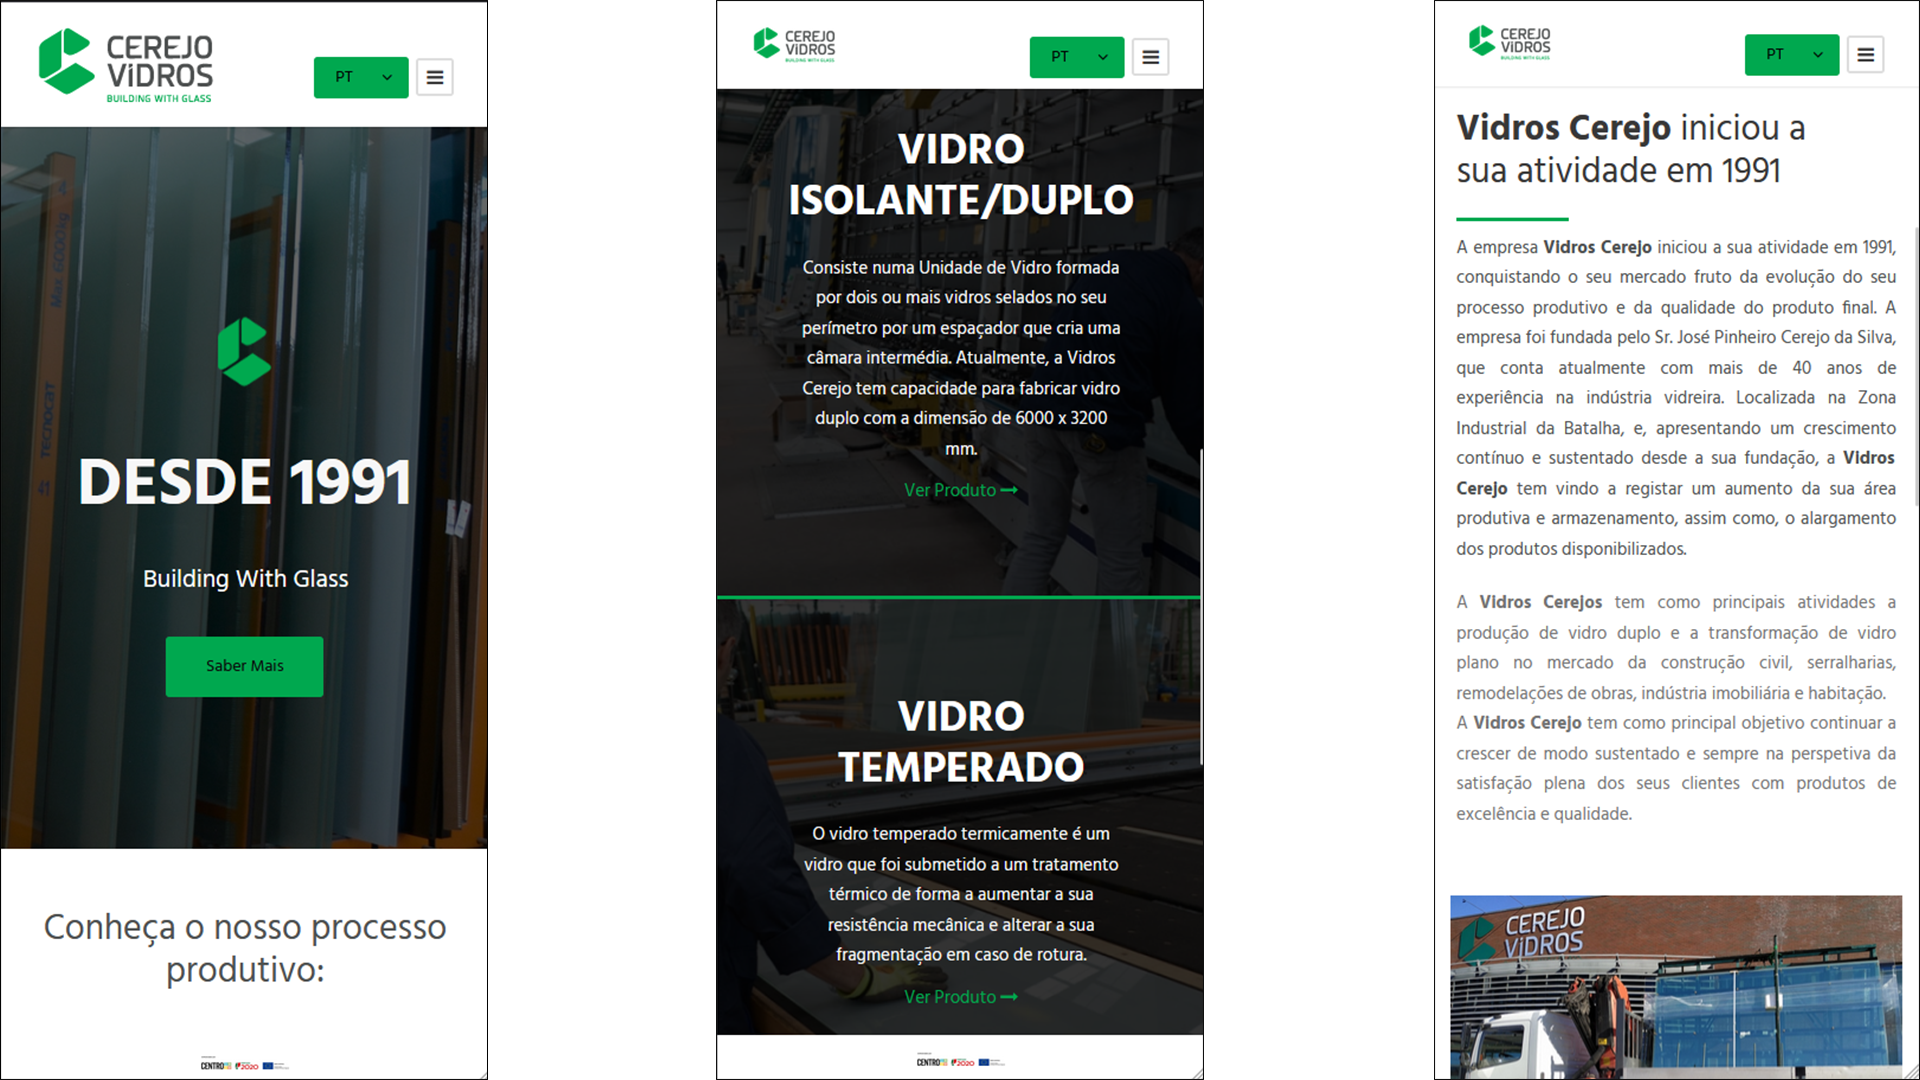 CEREJO
ViDROS
BUILDING WITH GLASS
PT
Max 6000kg
TECNOCAT
41
DESDE 1991
Building With Glass
Saber Mais
Conheça o nosso processo
produtivo:
CENTRO 2020
CEREJO
ViDROS
BUILDING WITH GLASS
PT
VIDRO
ISOLANTE/DUPLO
Consiste numa Unidade de Vidro formada
por dois ou mais vidros selados no seu
perímetro por um espaçador que cria uma
câmara intermédia. Atualmente, a Vidros
Cerejo tem capacidade para fabricar vidro
duplo com a dimensão de 6000 x 3200
mm.
Ver Produto
VIDRO
TEMPERADO
O vidro temperado termicamente é um
vidro que foi submetido a um tratamento
térmico de forma a aumentar a sua
resistência mecânica e alterar a sua
fragmentação em caso de rotura.
Ver Produto
CENTRO 2020
CEREJO
ViDROS
BUILDING WITH GLASS
PT
Vidros Cerejo iniciou a
sua atividade em 1991
A empresa Vidros Cerejo iniciou a sua atividade em 1991,
conquistando o seu mercado fruto da evolução do seu
processo produtivo e da qualidade do produto final. A
empresa foi fundada pelo Sr. José Pinheiro Cerejo da Silva,
que conta atualmente com mais de 40 anos de
experiência na indústria vidreira. Localizada na Zona
Industrial da Batalha, e, apresentando um crescimento
contínuo e sustentado desde a sua fundação, a Vidros
Cerejo tem vindo a registar um aumento da sua área
produtiva e armazenamento, assim como, o alargamento
dos produtos disponibilizados.
A Vidros Cerejos tem como principais atividades a
produção de vidro duplo e a transformação de vidro
plano no mercado da construção civil, serralharias,
remodelações de obras, indústria imobiliária e habitação.
A Vidros Cerejo tem como principal objetivo continuar a
crescer de modo sustentado e sempre na perspetiva da
satisfação plena dos seus clientes com produtos de
excelência e qualidade.
CEREJO
ViDROS